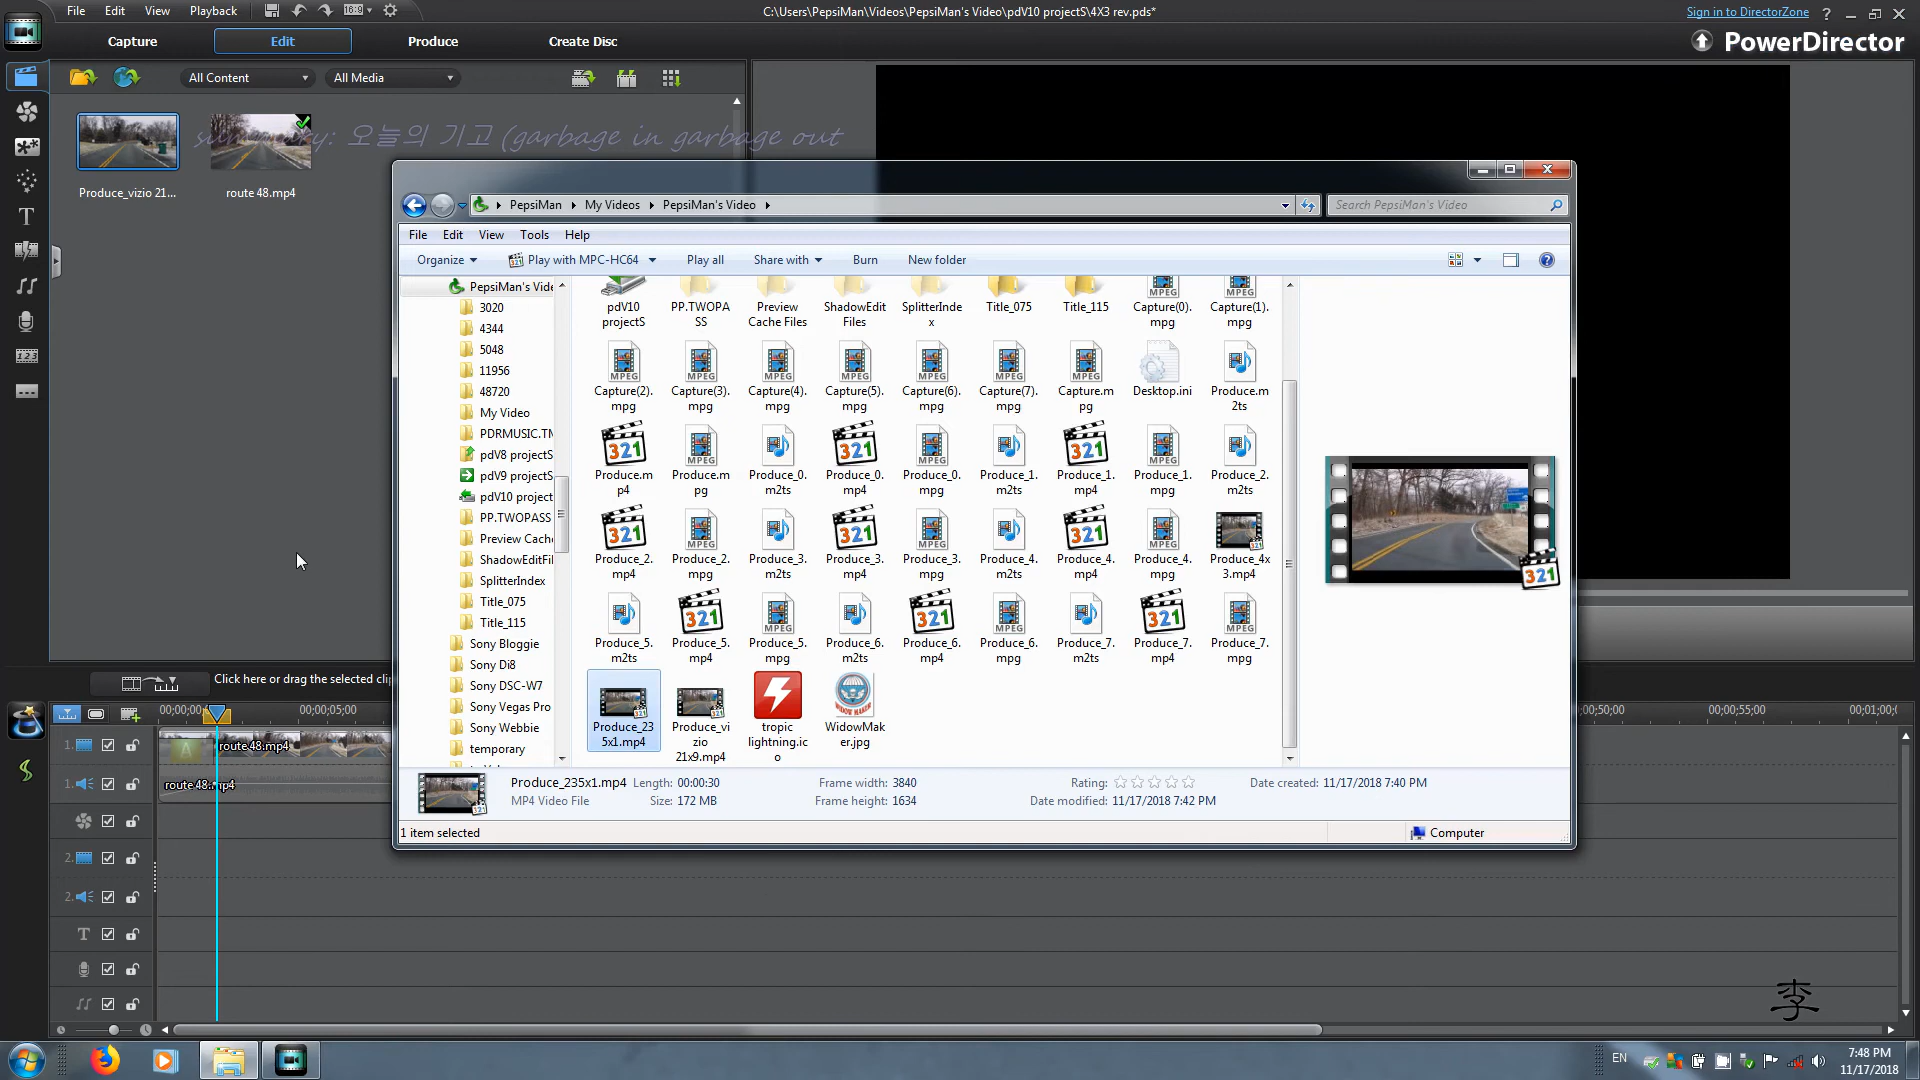 File Edit View Playback
C:\Users\PepsiMan\Videos\PepsiMan's Video\pdV10 projectS\4X3 rev.pds*
Sign in to DirectorZone
Capture Edit Produce Create Disc
PowerDirector
All Content All Media
오늘의 기고 (garbage in garbage out
Produce_vizio 21... route 48.mp4
PepsiMan My Videos PepsiMan's Video
Search PepsiMan's Video
File Edit View Tools Help
Organize Play with MPC-HC64 Play all Share with Burn New folder
PepsiMan's Vide
3020
4344
5048
11956
48720
My Video
PDRMUSIC.TM
pdV8 projectS
pdV9 projectS
pdV10 project
PP.TWOPASS
Preview Cache
ShadowEditFil
SplitterIndex
Title_075
Title_115
Sony Bloggie
Sony Di8
Sony DSC-W7
Sony Vegas Pro
Sony Webbie
temporary
pdV10 projectS
PP.TWOPASS
Preview Cache Files
ShadowEdit Files
SplitterIndex
Title_075
Title_115
Capture(0).mpg
Capture(1).mpg
Capture(2).mpg
Capture(3).mpg
Capture(4).mpg
Capture(5).mpg
Capture(6).mpg
Capture(7).mpg
Capture.mpg
Desktop.ini
Produce.m2ts
Produce.mp4
Produce.mpg
Produce_0.m2ts
Produce_0.mp4
Produce_0.mpg
Produce_1.m2ts
Produce_1.mp4
Produce_1.mpg
Produce_2.m2ts
Produce_2.mp4
Produce_2.mpg
Produce_3.m2ts
Produce_3.mp4
Produce_3.mpg
Produce_4.m2ts
Produce_4.mp4
Produce_4.mpg
Produce_4x3.mp4
Produce_5.m2ts
Produce_5.mp4
Produce_5.mpg
Produce_6.m2ts
Produce_6.mp4
Produce_6.mpg
Produce_7.m2ts
Produce_7.mp4
Produce_7.mpg
Produce_235x1.mp4
Produce_vizio 21x9.mp4
tropic lightning.ico
WidowMaker.jpg
Produce_235x1.mp4 Length: 00:00:30 Frame width: 3840 Rating: Date created: 11/17/2018 7:40 PM
MP4 Video File Size: 172 MB Frame height: 1634 Date modified: 11/17/2018 7:42 PM
1 item selected Computer
Click here or drag the selected cli
00;00;00 00;00;05;00 00;50;00 00;00;55;00 00;01;00;0
1. route 48.mp4
1. route 48.mp4
2.
2.
T
李
EN
7:48 PM
11/17/2018